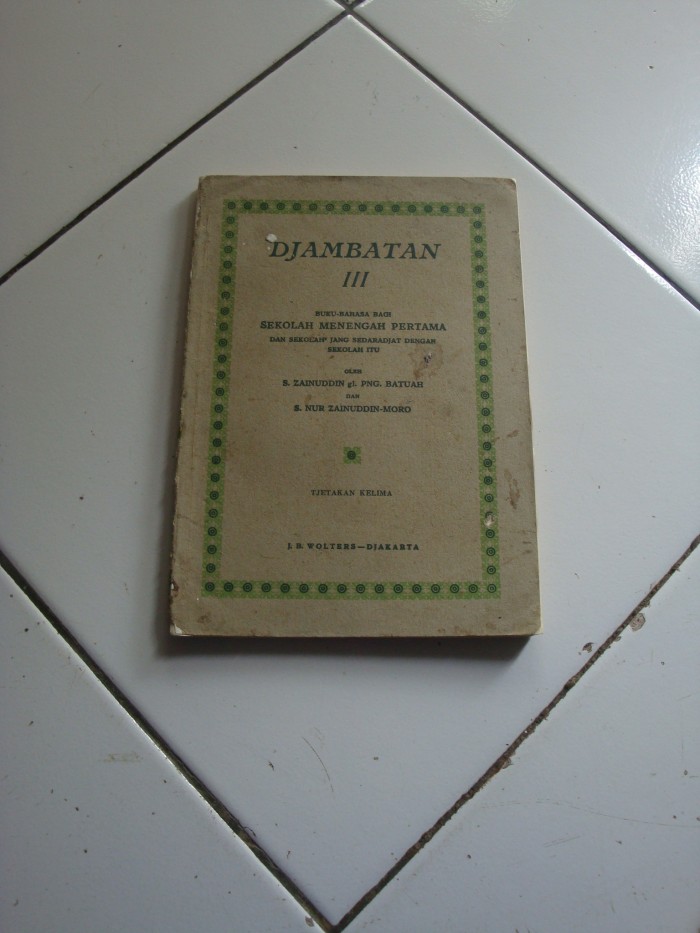 DJAMBATAN
III
BUKU-BAHASA BAGI
SEKOLAH MENENGAH PERTAMA
DAN SEKOLAH² JANG SEDARADJAT DENGAN
SEKOLAH ITU
OLEH
S. ZAINUDDIN gl. PNG. BATUAH
DAN
S. NUR ZAINUDDIN-MORO
TJETAKAN KELIMA
J. B. WOLTERS—DJAKARTA